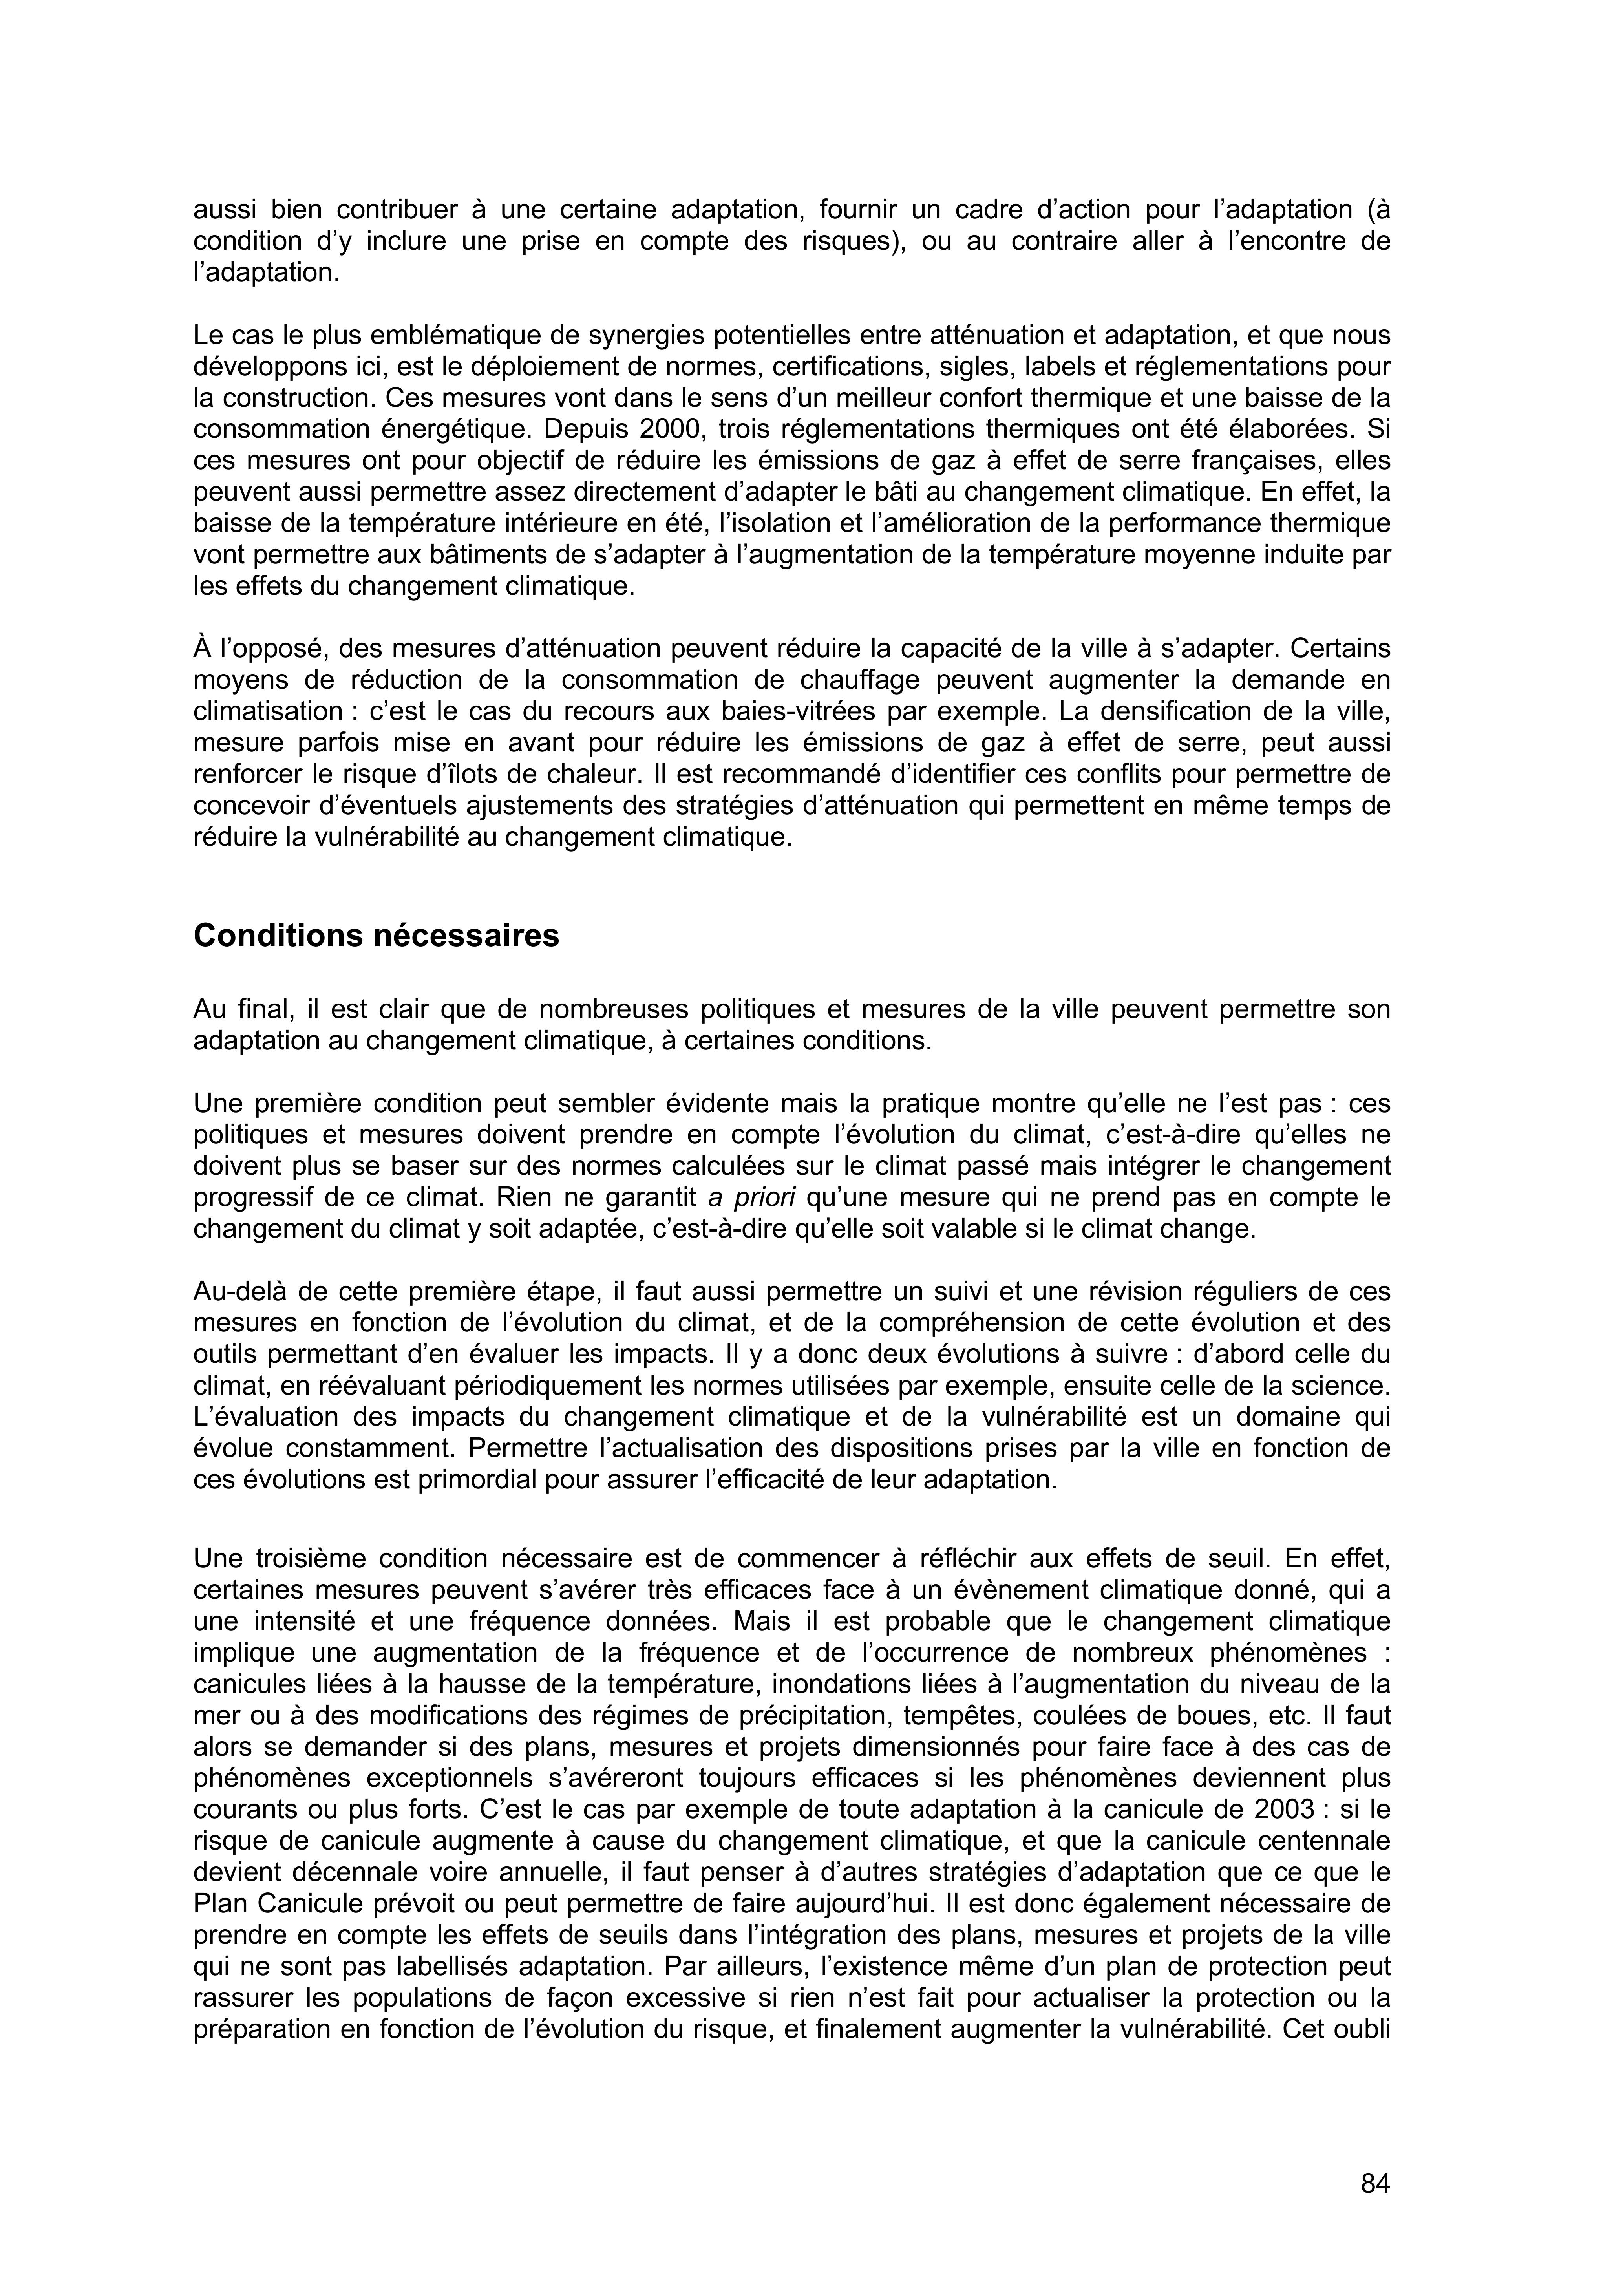 aussi bien contribuer à une certaine adaptation, fournir un cadre d’action pour l’adaptation (à
condition d’y inclure une prise en compte des risques), ou au contraire aller à l’encontre de
l’adaptation.
Le cas le plus emblématique de synergies potentielles entre atténuation et adaptation, et que nous
développons ici, est le déploiement de normes, certifications, sigles, labels et réglementations pour
la construction. Ces mesures vont dans le sens d’un meilleur confort thermique et une baisse de la
consommation énergétique. Depuis 2000, trois réglementations thermiques ont été élaborées. Si
ces mesures ont pour objectif de réduire les émissions de gaz à effet de serre françaises, elles
peuvent aussi permettre assez directement d’adapter le bâti au changement climatique. En effet, la
baisse de la température intérieure en été, l’isolation et l’amélioration de la performance thermique
vont permettre aux bâtiments de s’adapter à l’augmentation de la température moyenne induite par
les effets du changement climatique.
À l’opposé, des mesures d’atténuation peuvent réduire la capacité de la ville à s’adapter. Certains
moyens de réduction de la consommation de chauffage peuvent augmenter la demande en
climatisation : c’est le cas du recours aux baies-vitrées par exemple. La densification de la ville,
mesure parfois mise en avant pour réduire les émissions de gaz à effet de serre, peut aussi
renforcer le risque d’îlots de chaleur. Il est recommandé d’identifier ces conflits pour permettre de
concevoir d’éventuels ajustements des stratégies d’atténuation qui permettent en même temps de
réduire la vulnérabilité au changement climatique.
Conditions nécessaires
Au final, il est clair que de nombreuses politiques et mesures de la ville peuvent permettre son
adaptation au changement climatique, à certaines conditions.
Une première condition peut sembler évidente mais la pratique montre qu’elle ne l’est pas : ces
politiques et mesures doivent prendre en compte l’évolution du climat, c’est-à-dire qu’elles ne
doivent plus se baser sur des normes calculées sur le climat passé mais intégrer le changement
progressif de ce climat. Rien ne garantit a priori qu’une mesure qui ne prend pas en compte le
changement du climat y soit adaptée, c’est-à-dire qu’elle soit valable si le climat change.
Au-delà de cette première étape, il faut aussi permettre un suivi et une révision réguliers de ces
mesures en fonction de l’évolution du climat, et de la compréhension de cette évolution et des
outils permettant d’en évaluer les impacts. Il y a donc deux évolutions à suivre : d’abord celle du
climat, en réévaluant périodiquement les normes utilisées par exemple, ensuite celle de la science.
L’évaluation des impacts du changement climatique et de la vulnérabilité est un domaine qui
évolue constamment. Permettre l’actualisation des dispositions prises par la ville en fonction de
ces évolutions est primordial pour assurer l’efficacité de leur adaptation.
Une troisième condition nécessaire est de commencer à réfléchir aux effets de seuil. En effet,
certaines mesures peuvent s’avérer très efficaces face à un évènement climatique donné, qui a
une intensité et une fréquence données. Mais il est probable que le changement climatique
implique une augmentation de la fréquence et de l’occurrence de nombreux phénomènes :
canicules liées à la hausse de la température, inondations liées à l’augmentation du niveau de la
mer ou à des modifications des régimes de précipitation, tempêtes, coulées de boues, etc. Il faut
alors se demander si des plans, mesures et projets dimensionnés pour faire face à des cas de
phénomènes exceptionnels s’avéreront toujours efficaces si les phénomènes deviennent plus
courants ou plus forts. C’est le cas par exemple de toute adaptation à la canicule de 2003 : si le
risque de canicule augmente à cause du changement climatique, et que la canicule centennale
devient décennale voire annuelle, il faut penser à d’autres stratégies d’adaptation que ce que le
Plan Canicule prévoit ou peut permettre de faire aujourd’hui. Il est donc également nécessaire de
prendre en compte les effets de seuils dans l’intégration des plans, mesures et projets de la ville
qui ne sont pas labellisés adaptation. Par ailleurs, l’existence même d’un plan de protection peut
rassurer les populations de façon excessive si rien n’est fait pour actualiser la protection ou la
préparation en fonction de l’évolution du risque, et finalement augmenter la vulnérabilité. Cet oubli
84